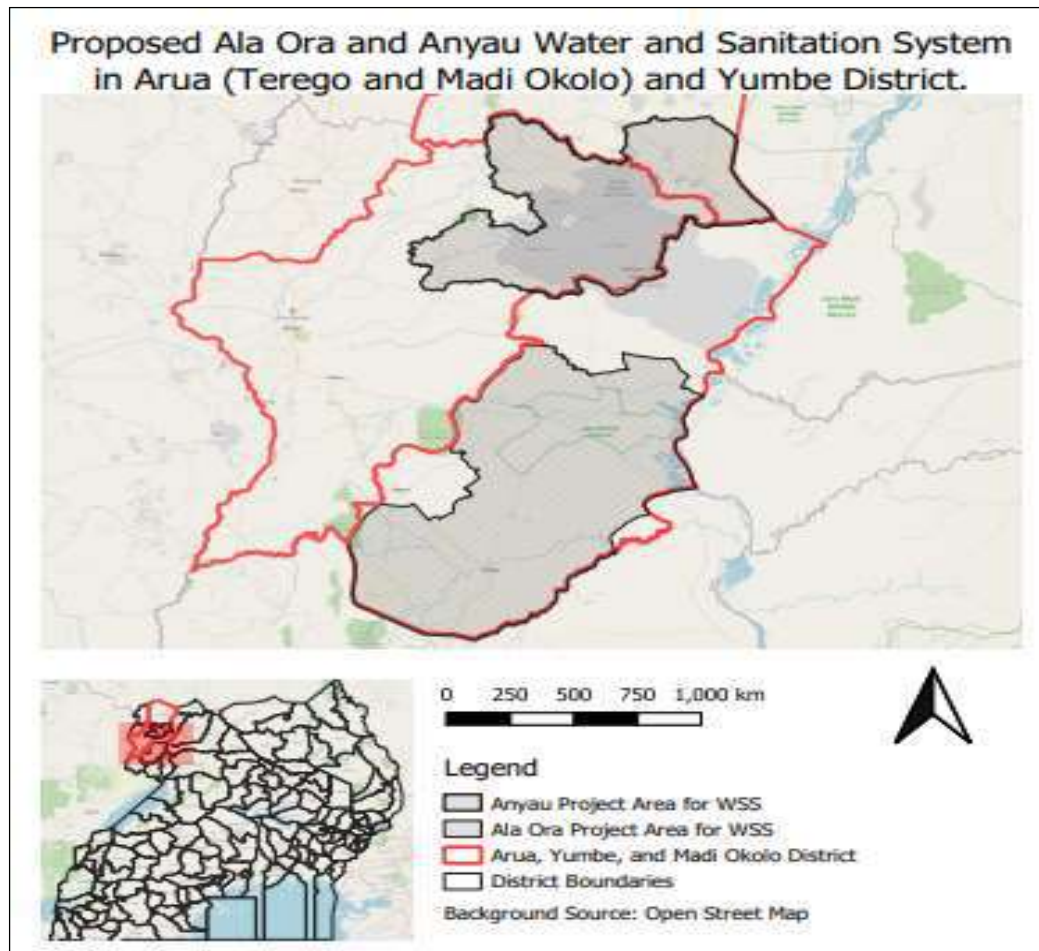 Proposed Ala Ora and Anyau Water and Sanitation System
in Arua (Terego and Madi Okolo) and Yumbe District.
0 250 500 750 1,000 km
Legend
Anyau Project Area for WSS
Ala Ora Project Area for WSS
Arua, Yumbe, and Madi Okolo District
District Boundaries
Background Source: Open Street Map